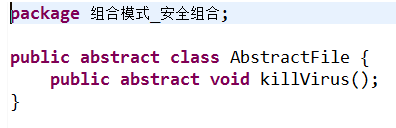 package 组合模式_安全组合;
public abstract class AbstractFile {
    public abstract void killVirus();
}